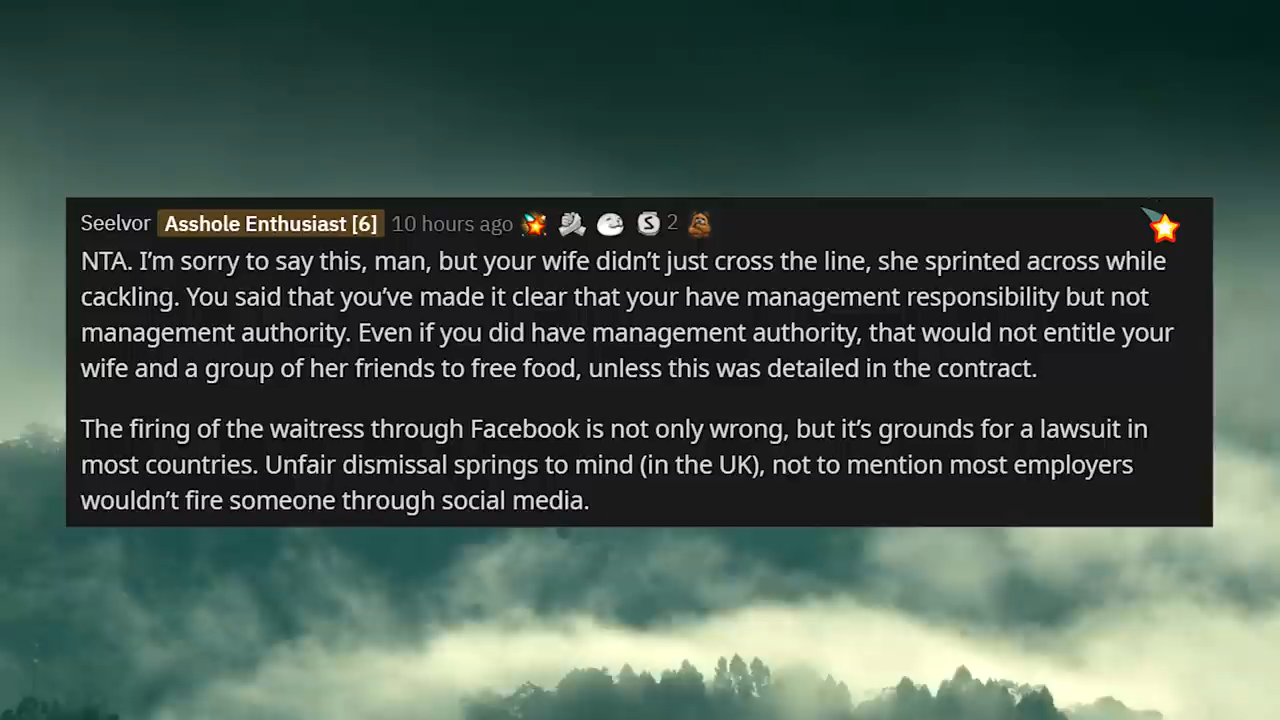 Seelvor Asshole Enthusiast [6] 10 hours ago S 2
NTA. I’m sorry to say this, man, but your wife didn’t just cross the line, she sprinted across while
cackling. You said that you’ve made it clear that your have management responsibility but not
management authority. Even if you did have management authority, that would not entitle your
wife and a group of her friends to free food, unless this was detailed in the contract.
The firing of the waitress through Facebook is not only wrong, but it’s grounds for a lawsuit in
most countries. Unfair dismissal springs to mind (in the UK), not to mention most employers
wouldn’t fire someone through social media.